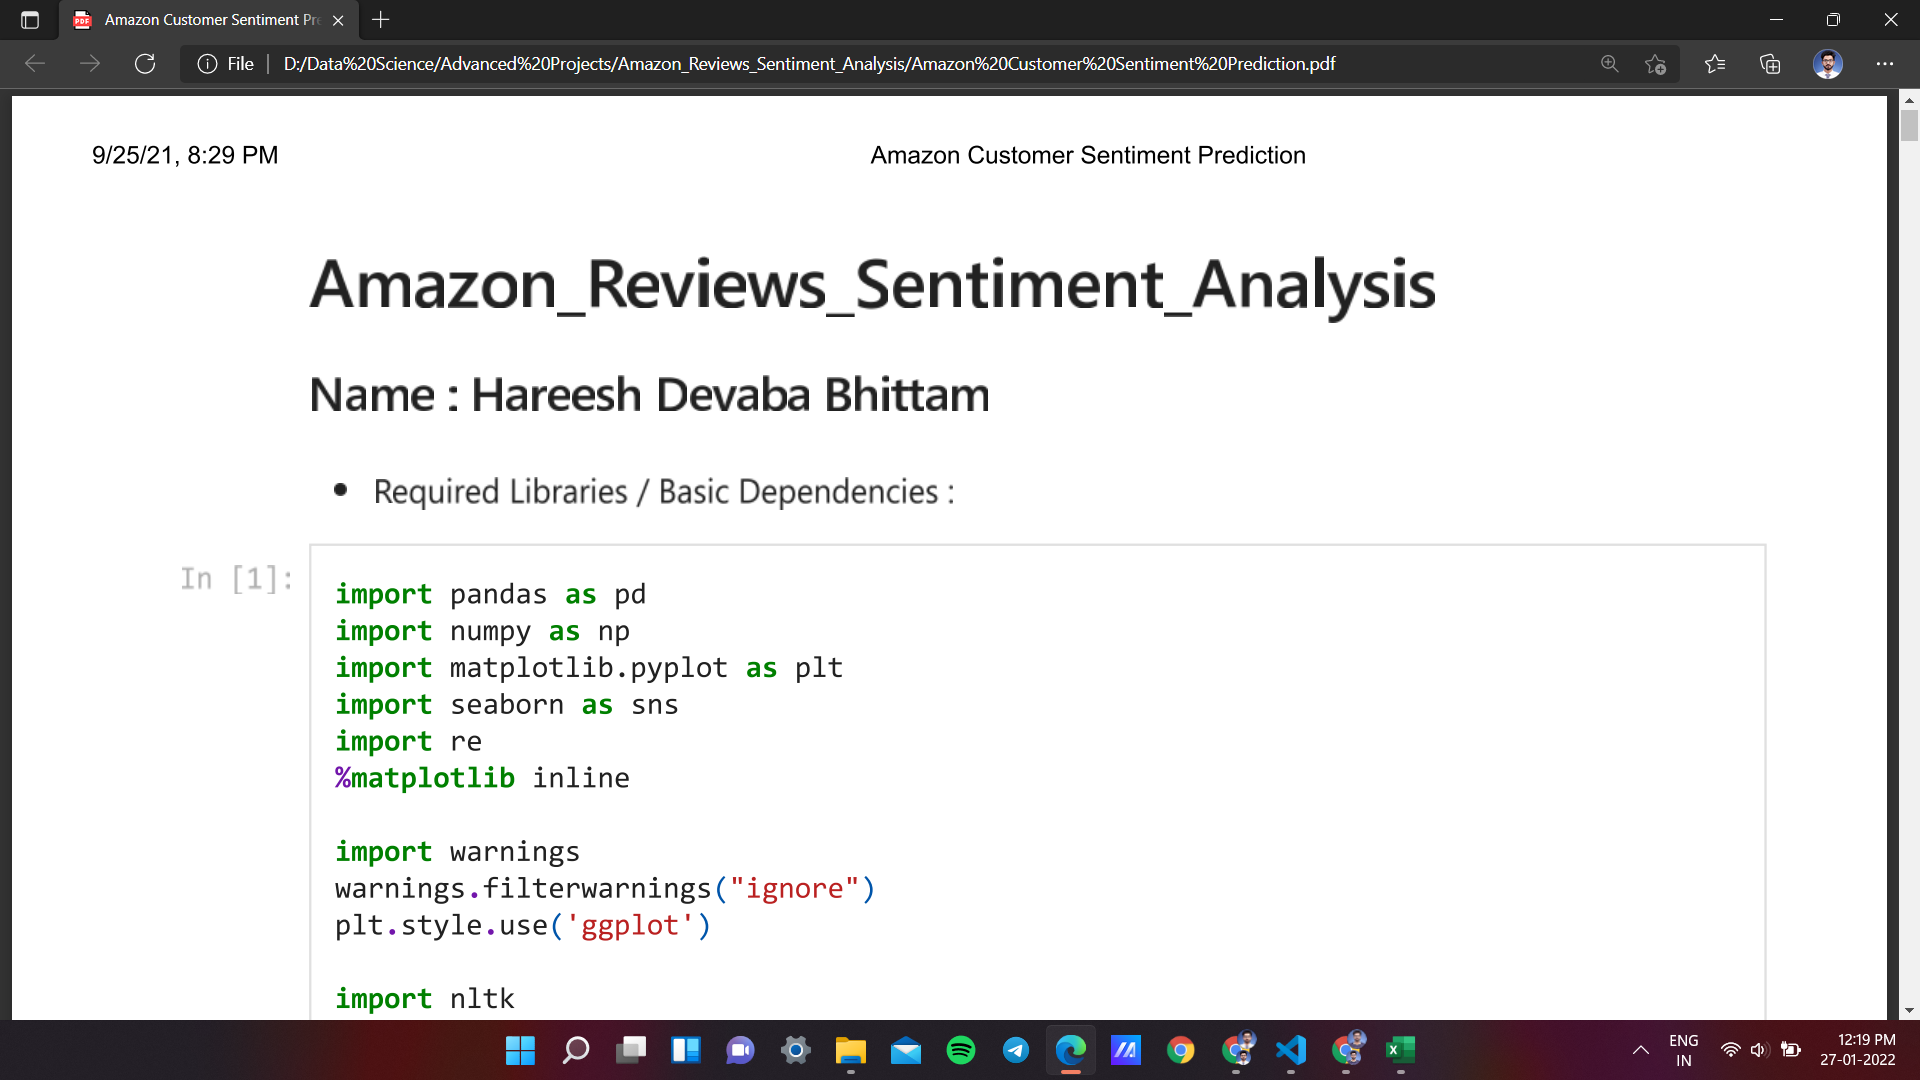 Amazon Customer Sentiment Pre
File
D:/Data%20Science/Advanced%20Projects/Amazon_Reviews_Sentiment_Analysis/Amazon%20Customer%20Sentiment%20Prediction.pdf
9/25/21, 8:29 PM
Amazon Customer Sentiment Prediction
Amazon_Reviews_Sentiment_Analysis
Name : Hareesh Devaba Bhittam
• Required Libraries / Basic Dependencies :
In [1]:
import pandas as pd
import numpy as np
import matplotlib.pyplot as plt
import seaborn as sns
import re
%matplotlib inline
import warnings
warnings.filterwarnings("ignore")
plt.style.use('ggplot')
import nltk
ENG
IN
12:19 PM
27-01-2022